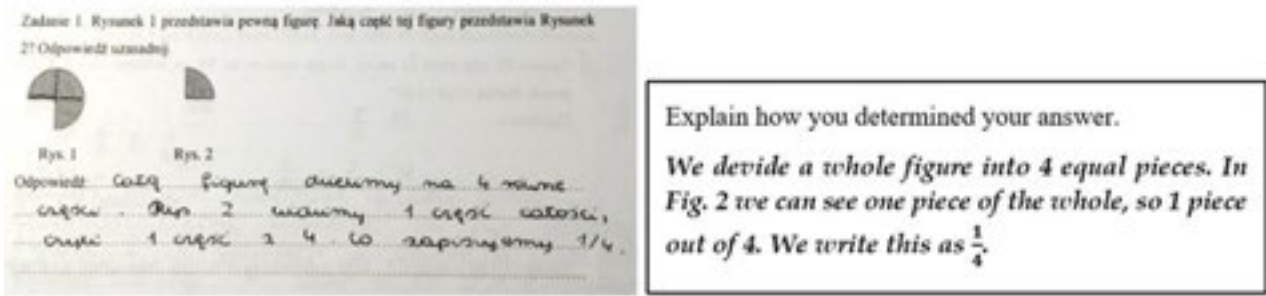 Zadanie 1. Rysunek 1 przedstawia pewną figurę. Jaką część tej figury przedstawia Rysunek
2? Odpowiedź uzasadnij.
Rys. 1 Rys. 2
Odpowiedź: Całą figurę dzielimy na 4 równe
części. Rys 2 widzimy 1 część całości,
czyli 1 część z 4. co zapisujemy 1/4.
Explain how you determined your answer.
We devide a whole figure into 4 equal pieces. In
Fig. 2 we can see one piece of the whole, so 1 piece
out of 4. We write this as 1/4.